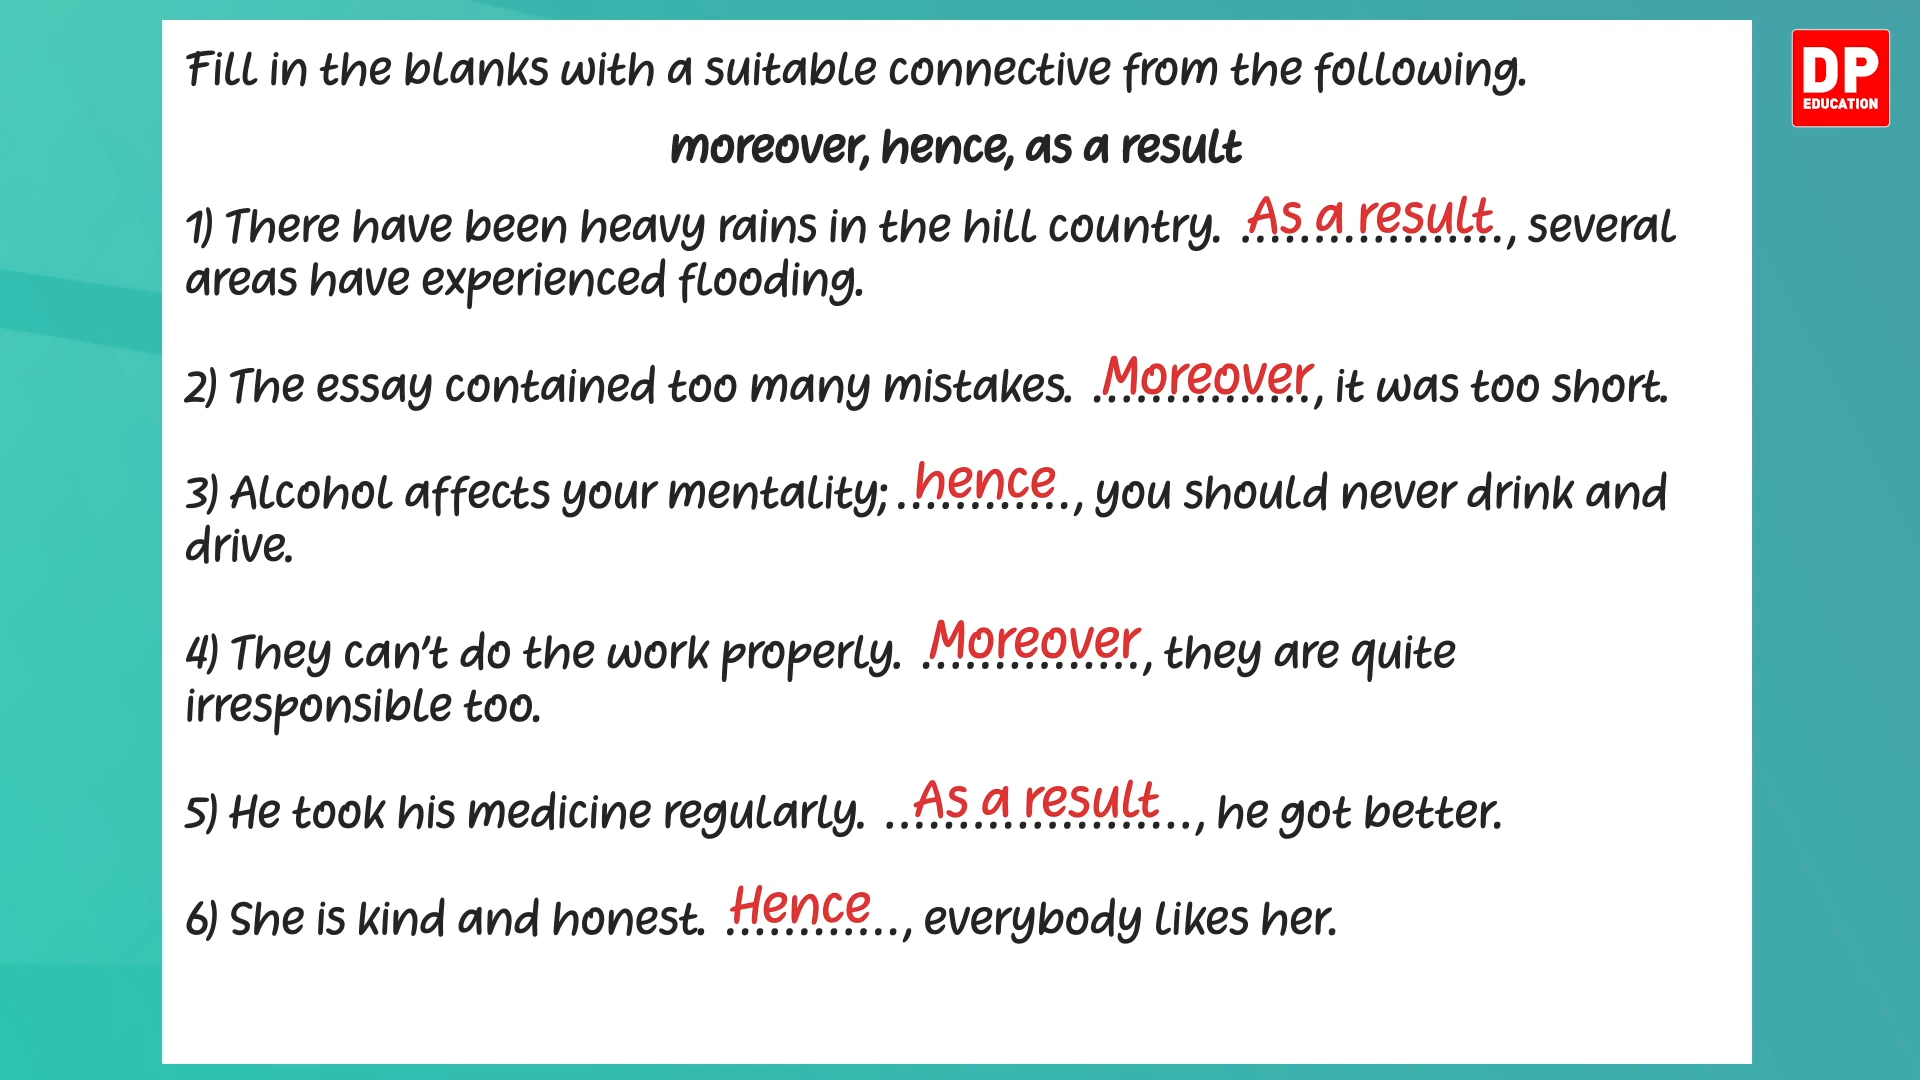 Fill in the blanks with a suitable connective from the following.
DP
EDUCATION
moreover, hence, as a result
1) There have been heavy rains in the hill country. As a result, several
areas have experienced flooding.
2) The essay contained too many mistakes. Moreover, it was too short.
3) Alcohol affects your mentality; hence, you should never drink and
drive.
4) They can't do the work properly. Moreover, they are quite
irresponsible too.
5) He took his medicine regularly. As a result, he got better.
6) She is kind and honest. Hence, everybody likes her.